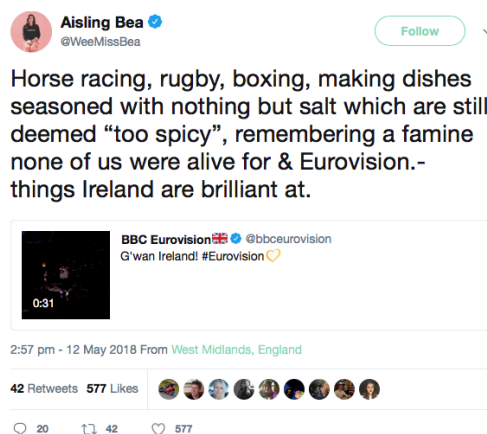 Aisling Bea
@WeeMissBea
Follow
Horse racing, rugby, boxing, making dishes
seasoned with nothing but salt which are still
deemed “too spicy”, remembering a famine
none of us were alive for & Eurovision.-
things Ireland are brilliant at.
BBC Eurovision🇬🇧 @bbceurovision
G'wan Ireland! #Eurovision💛
0:31
2:57 pm - 12 May 2018 From West Midlands, England
42 Retweets 577 Likes
20 42 577